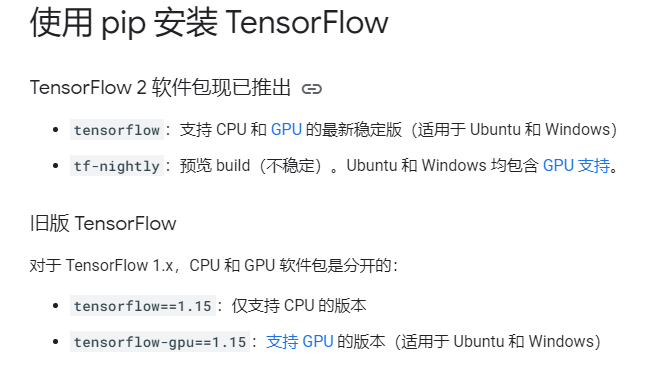 使用 pip 安装 TensorFlow
TensorFlow 2 软件包现已推出
tensorflow：支持 CPU 和 GPU 的最新稳定版（适用于 Ubuntu 和 Windows）
tf-nightly：预览 build（不稳定）。Ubuntu 和 Windows 均包含 GPU 支持。
旧版 TensorFlow
对于 TensorFlow 1.x，CPU 和 GPU 软件包是分开的：
tensorflow==1.15：仅支持 CPU 的版本
tensorflow-gpu==1.15：支持 GPU 的版本（适用于 Ubuntu 和 Windows）